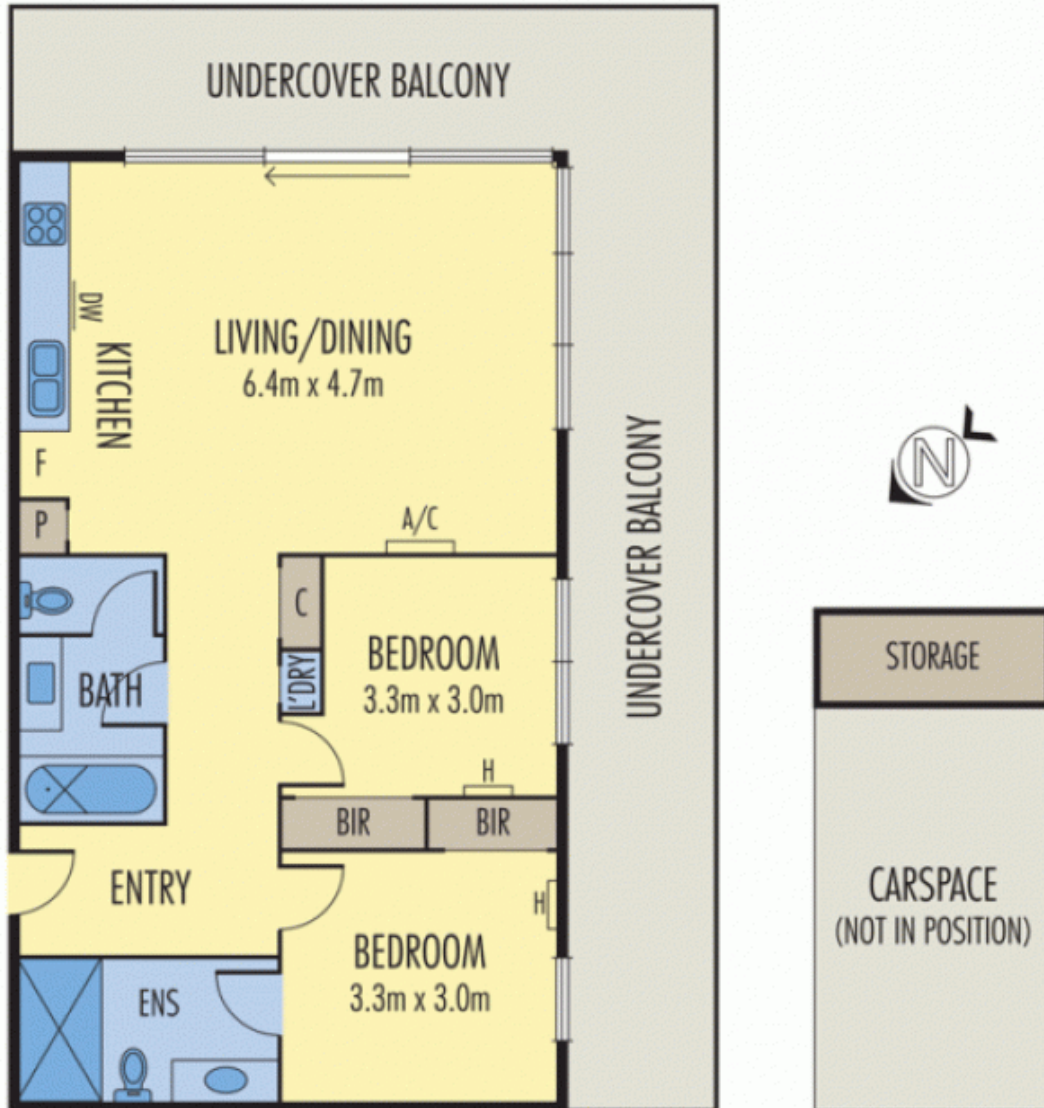 UNDERCOVER BALCONY
DW
KITCHEN
LIVING/DINING
6.4m x 4.7m
F
P
A/C
UNDERCOVER BALCONY
N
C
L'DRY
BEDROOM
3.3m x 3.0m
BATH
H
BIR
BIR
ENTRY
H
BEDROOM
3.3m x 3.0m
ENS
STORAGE
CARSPACE
(NOT IN POSITION)